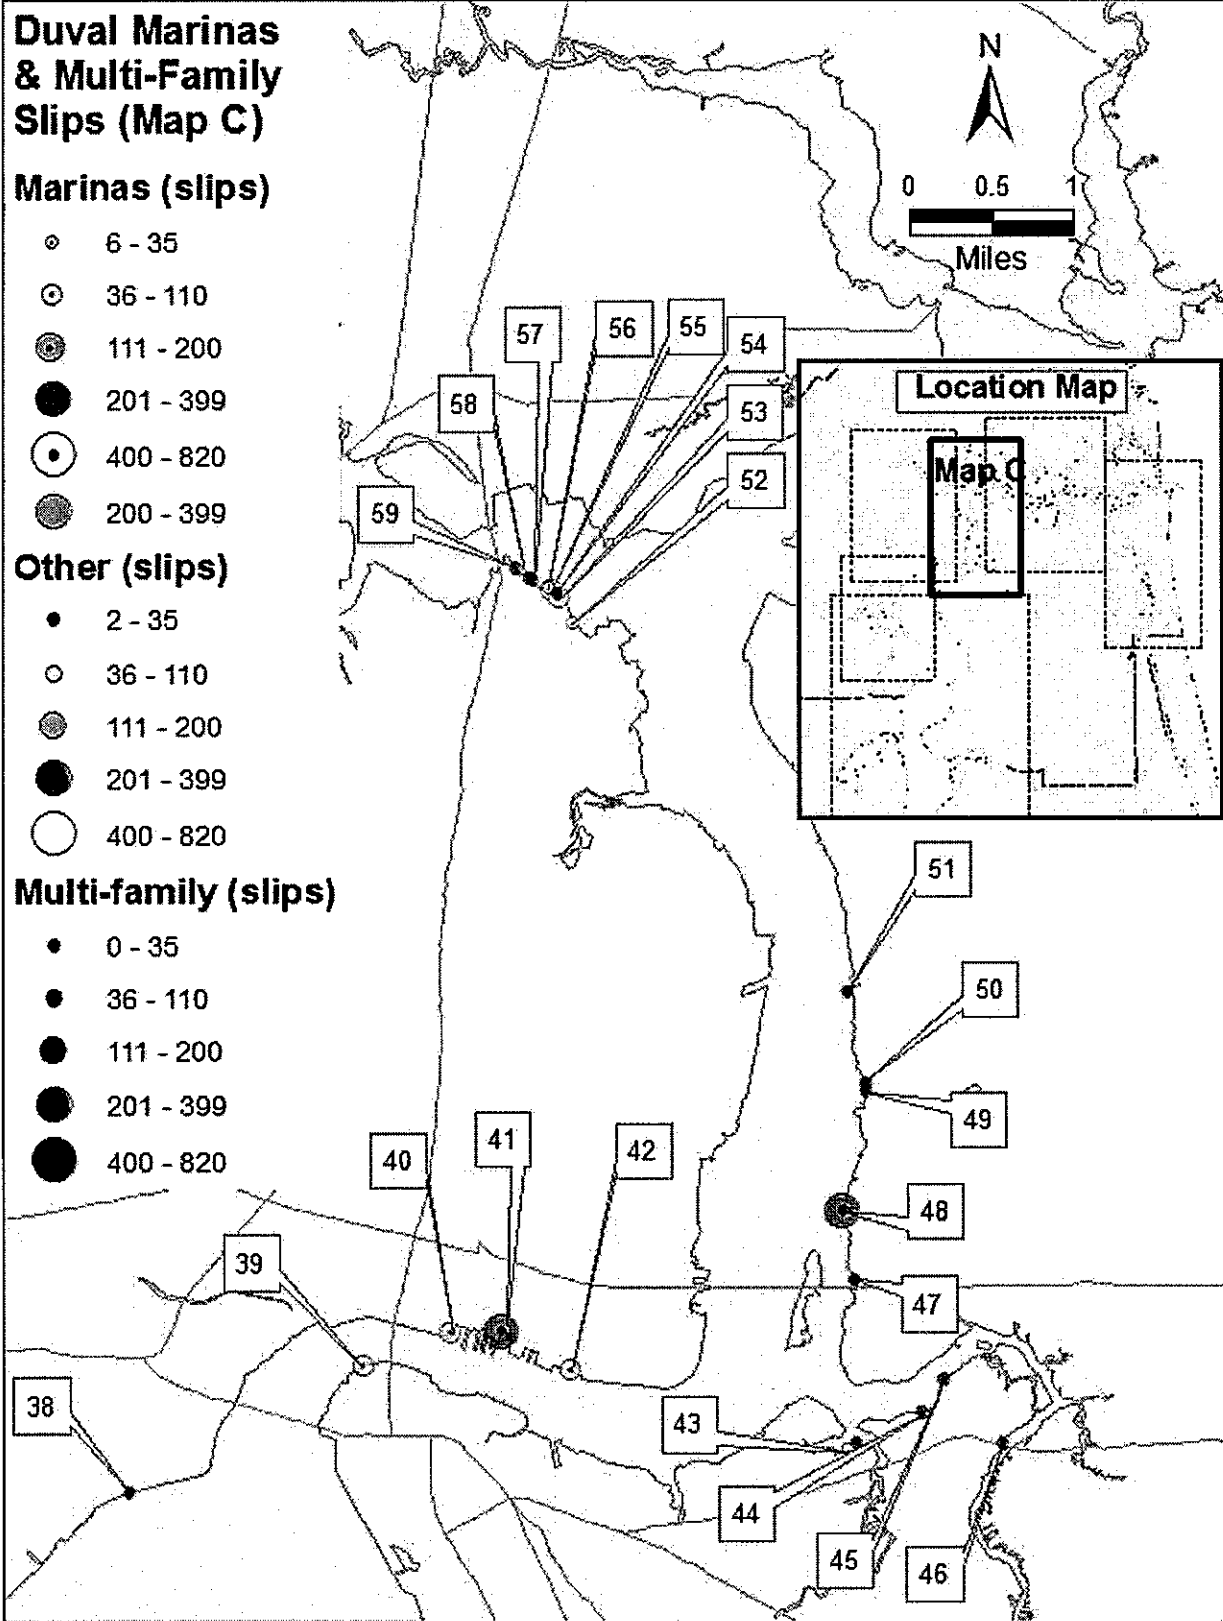 Duval Marinas
& Multi-Family
Slips (Map C)
Marinas (slips)
6 - 35
36 - 110
111 - 200
201 - 399
400 - 820
200 - 399
Other (slips)
2 - 35
36 - 110
111 - 200
201 - 399
400 - 820
Multi-family (slips)
0 - 35
36 - 110
111 - 200
201 - 399
400 - 820
N
0 0.5 1
Miles
Location Map
Map C
57
56
55
54
58
53
52
59
51
50
49
40
41
42
48
39
47
38
43
44
45
46